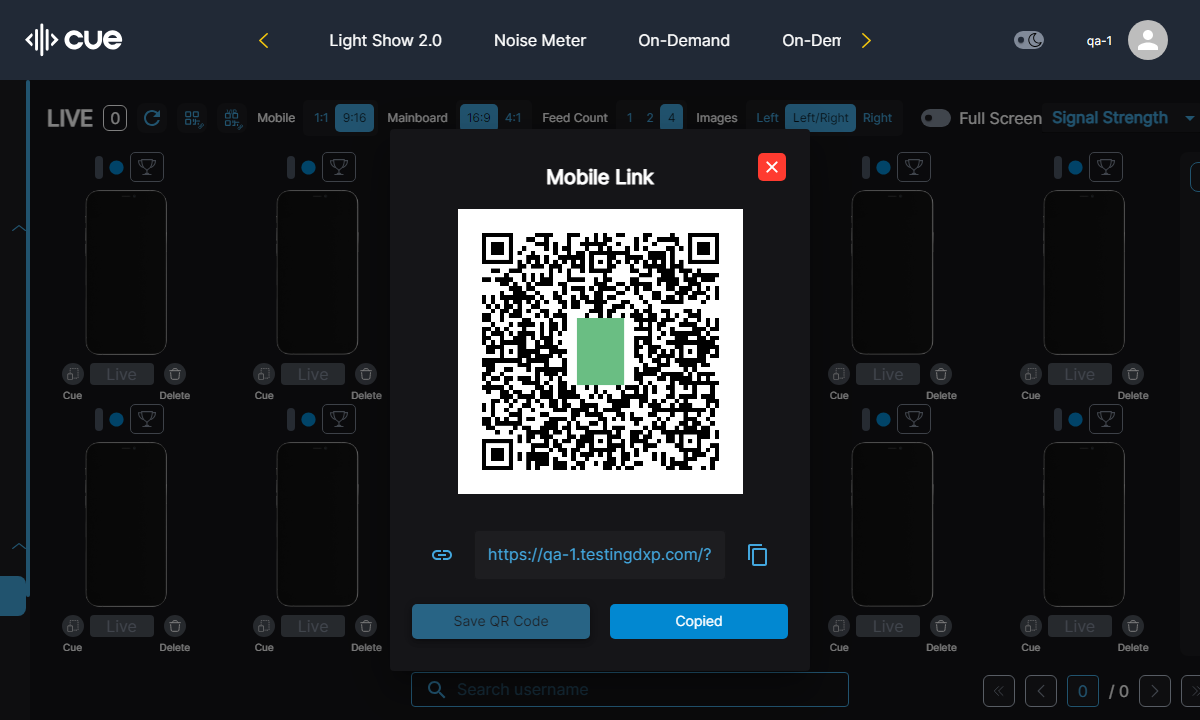 cue
Light Show 2.0
Noise Meter
On-Demand
On-Dem
qa-1
LIVE 0
Mobile 1:1 9:16
Mainboard 16:9 4:1
Feed Count 1 2 4
Images Left Left/Right Right
Full Screen
Signal Strength
Mobile Link
Live Live Live Live
Cue Delete Cue Delete Cue Delete Cue Delete
https://qa-1.testingdxp.com/?
Save QR Code
Copied
Live Live Live Live
Cue Delete Cue Delete Cue Delete Cue Delete
Search username
0 / 0